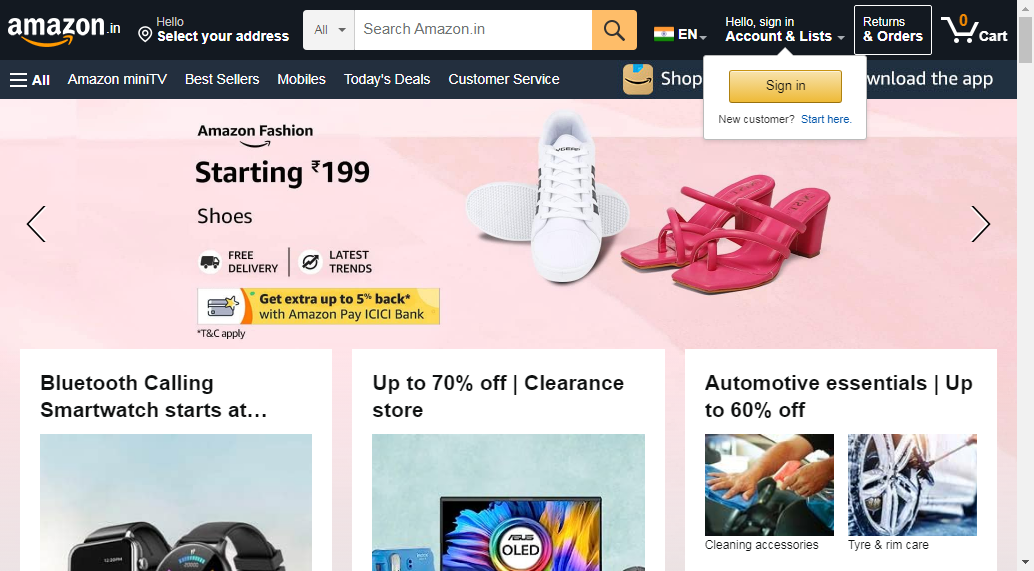 amazon.in
Hello
Select your address
All
Search Amazon.in
EN
Hello, sign in
Account & Lists
Returns
& Orders
0
Cart
All
Amazon miniTV
Best Sellers
Mobiles
Today's Deals
Customer Service
Shop
wnload the app
Sign in
New customer? Start here.
Amazon Fashion
Starting ₹199
Shoes
FREE
DELIVERY
LATEST
TRENDS
Get extra up to 5% back*
with Amazon Pay ICICI Bank
*T&C apply
Bluetooth Calling
Smartwatch starts at…
Up to 70% off | Clearance
store
ASUS
OLED
Automotive essentials | Up
to 60% off
Cleaning accessories
Tyre & rim care